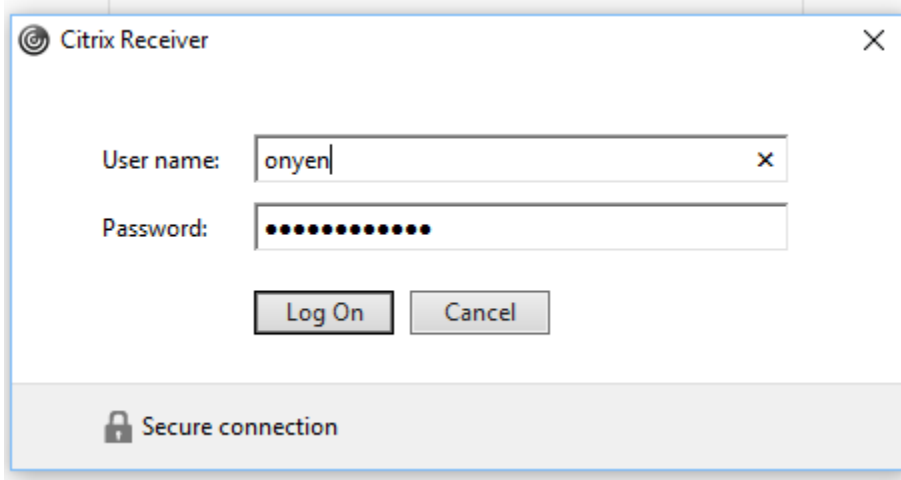 Citrix Receiver
User name: onyen
Password: ●●●●●●●●●●●●
Log On Cancel
Secure connection